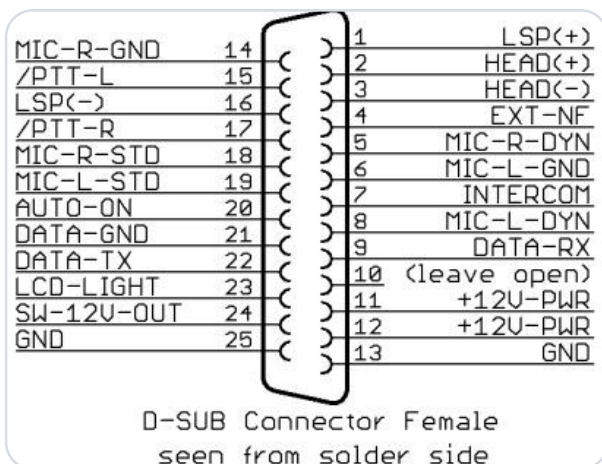 1 LSP(+)
MIC-R-GND 14
2 HEAD(+)
/PTT-L 15
3 HEAD(-)
LSP(-) 16
4 EXT-NF
/PTT-R 17
5 MIC-R-DYN
MIC-R-STD 18
6 MIC-L-GND
MIC-L-STD 19
7 INTERCOM
AUTO-ON 20
8 MIC-L-DYN
DATA-GND 21
9 DATA-RX
DATA-TX 22
10 (leave open)
LCD-LIGHT 23
11 +12V-PWR
SW-12V-OUT 24
12 +12V-PWR
GND 25
13 GND
D-SUB Connector Female
seen from solder side